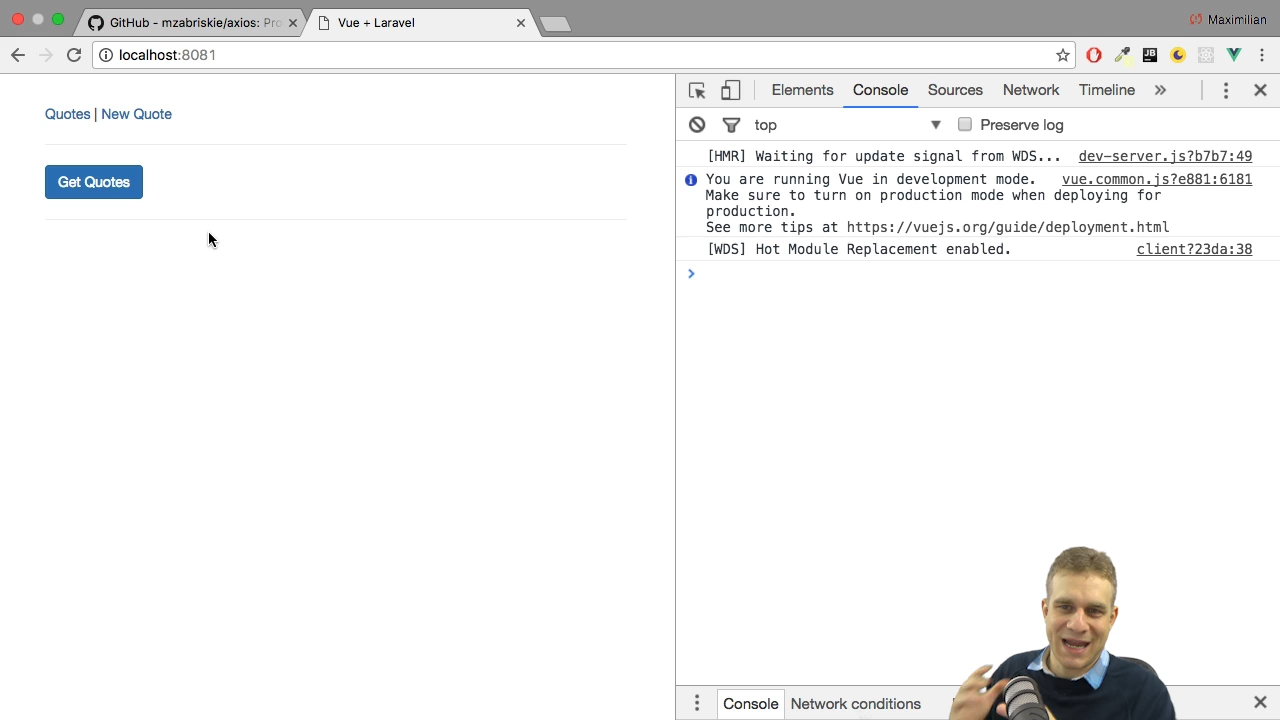 GitHub - mzabriskie/axios: Pro
Vue + Laravel
Maximilian
localhost:8081
JB
Quotes | New Quote
Get Quotes
Elements Console Sources Network Timeline
top
Preserve log
[HMR] Waiting for update signal from WDS... dev-server.js?b7b7:49
You are running Vue in development mode. vue.common.js?e881:6181
Make sure to turn on production mode when deploying for
production.
See more tips at https://vuejs.org/guide/deployment.html
[WDS] Hot Module Replacement enabled. client?23da:38
Console Network conditions